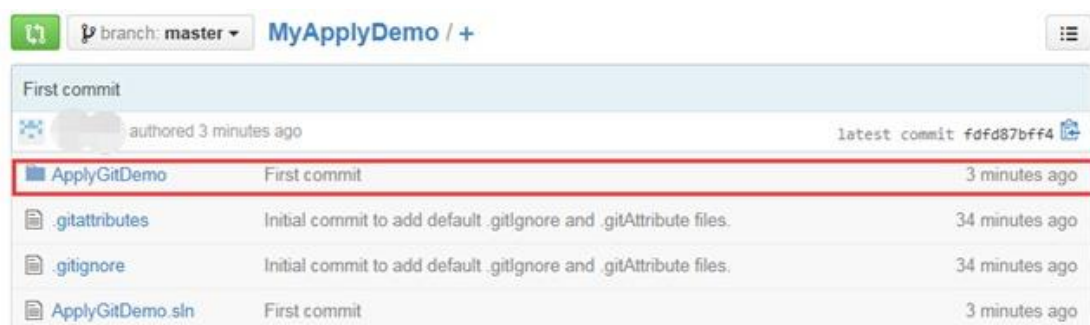 branch: master MyApplyDemo / +
First commit
authored 3 minutes ago latest commit fdfd87bff4
ApplyGitDemo First commit 3 minutes ago
.gitattributes Initial commit to add default .gitIgnore and .gitAttribute files. 34 minutes ago
.gitignore Initial commit to add default .gitIgnore and .gitAttribute files. 34 minutes ago
ApplyGitDemo.sln First commit 3 minutes ago